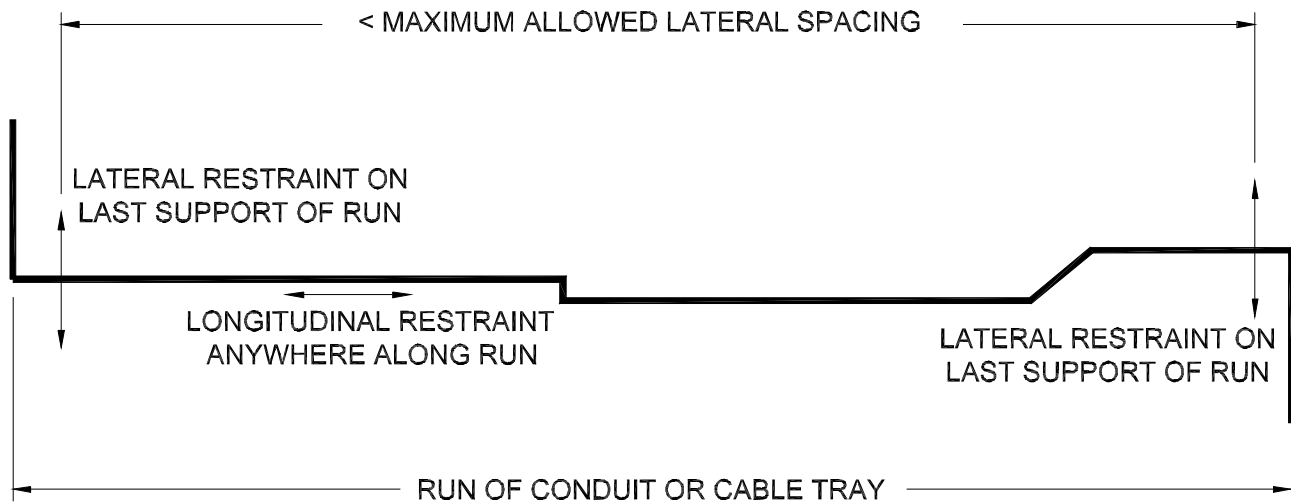 < MAXIMUM ALLOWED LATERAL SPACING
LATERAL RESTRAINT ON
LAST SUPPORT OF RUN
LONGITUDINAL RESTRAINT
ANYWHERE ALONG RUN
LATERAL RESTRAINT ON
LAST SUPPORT OF RUN
RUN OF CONDUIT OR CABLE TRAY